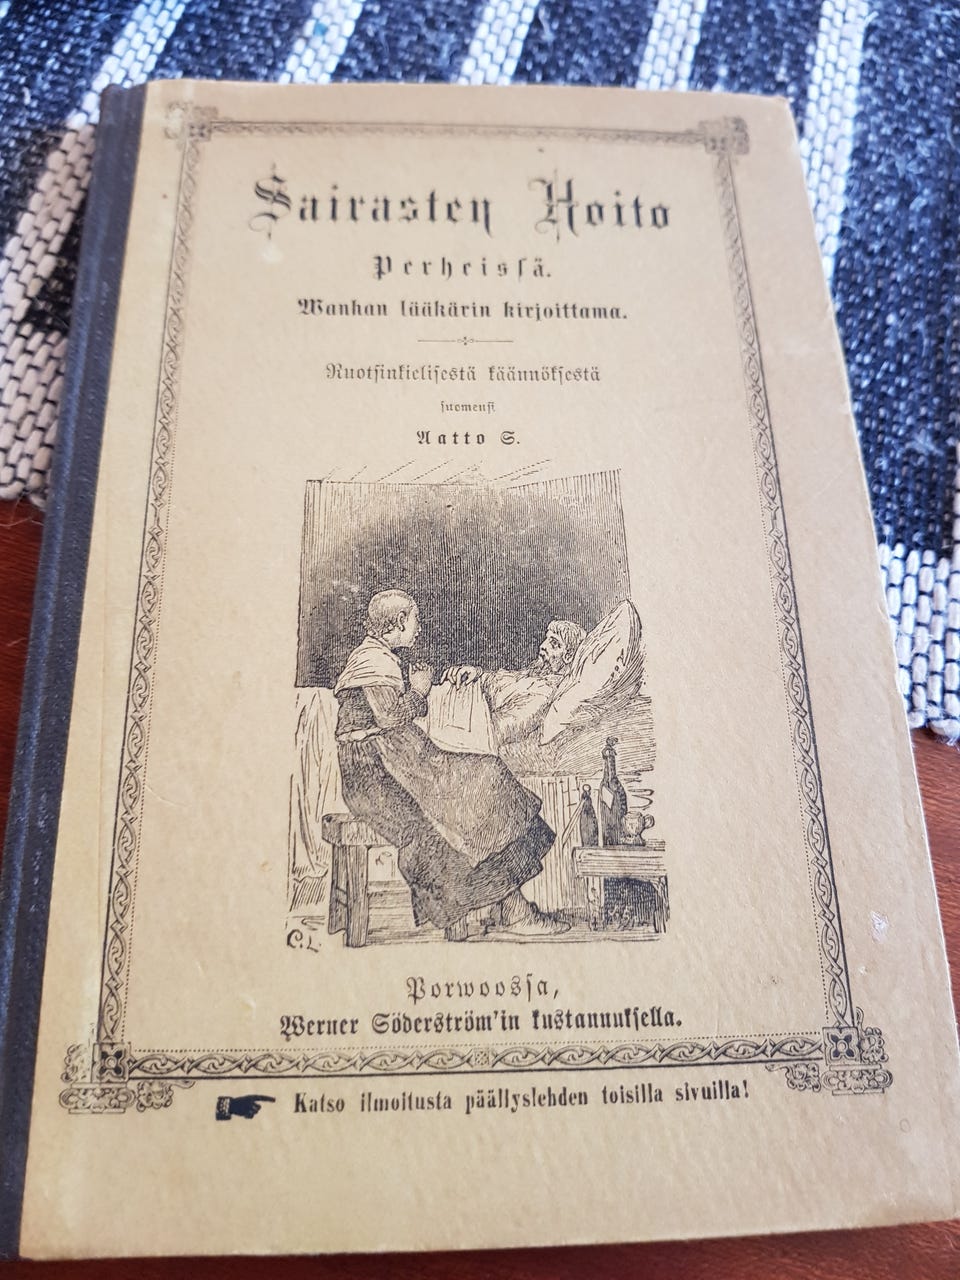 Sairasten Hoito
Perheissä.
Wanhan lääkärin kirjoittama.
Ruotsinkielisestä käännöksestä
suomensi
Aatto S.
C.L.
Porwoossa,
Werner Söderström'in kustannuksella.
Katso ilmoitusta päällyslehden toisilla sivuilla!